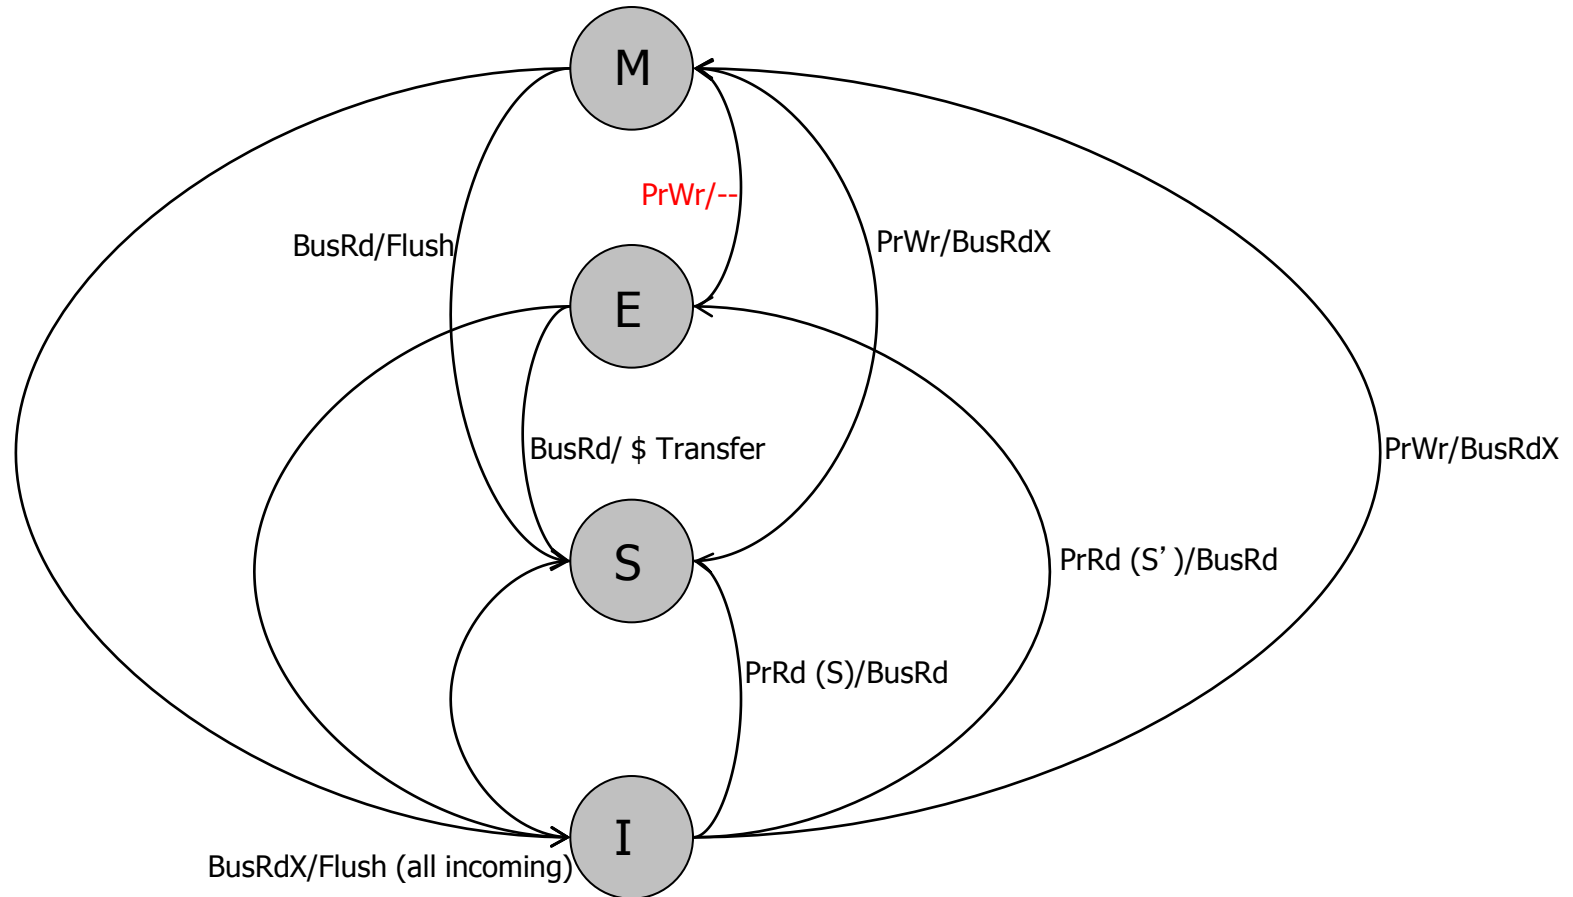 M
PrWr/--
BusRd/Flush
PrWr/BusRdX
E
BusRd/ $ Transfer
PrWr/BusRdX
S
PrRd (S’ )/BusRd
PrRd (S)/BusRd
I
BusRdX/Flush (all incoming)